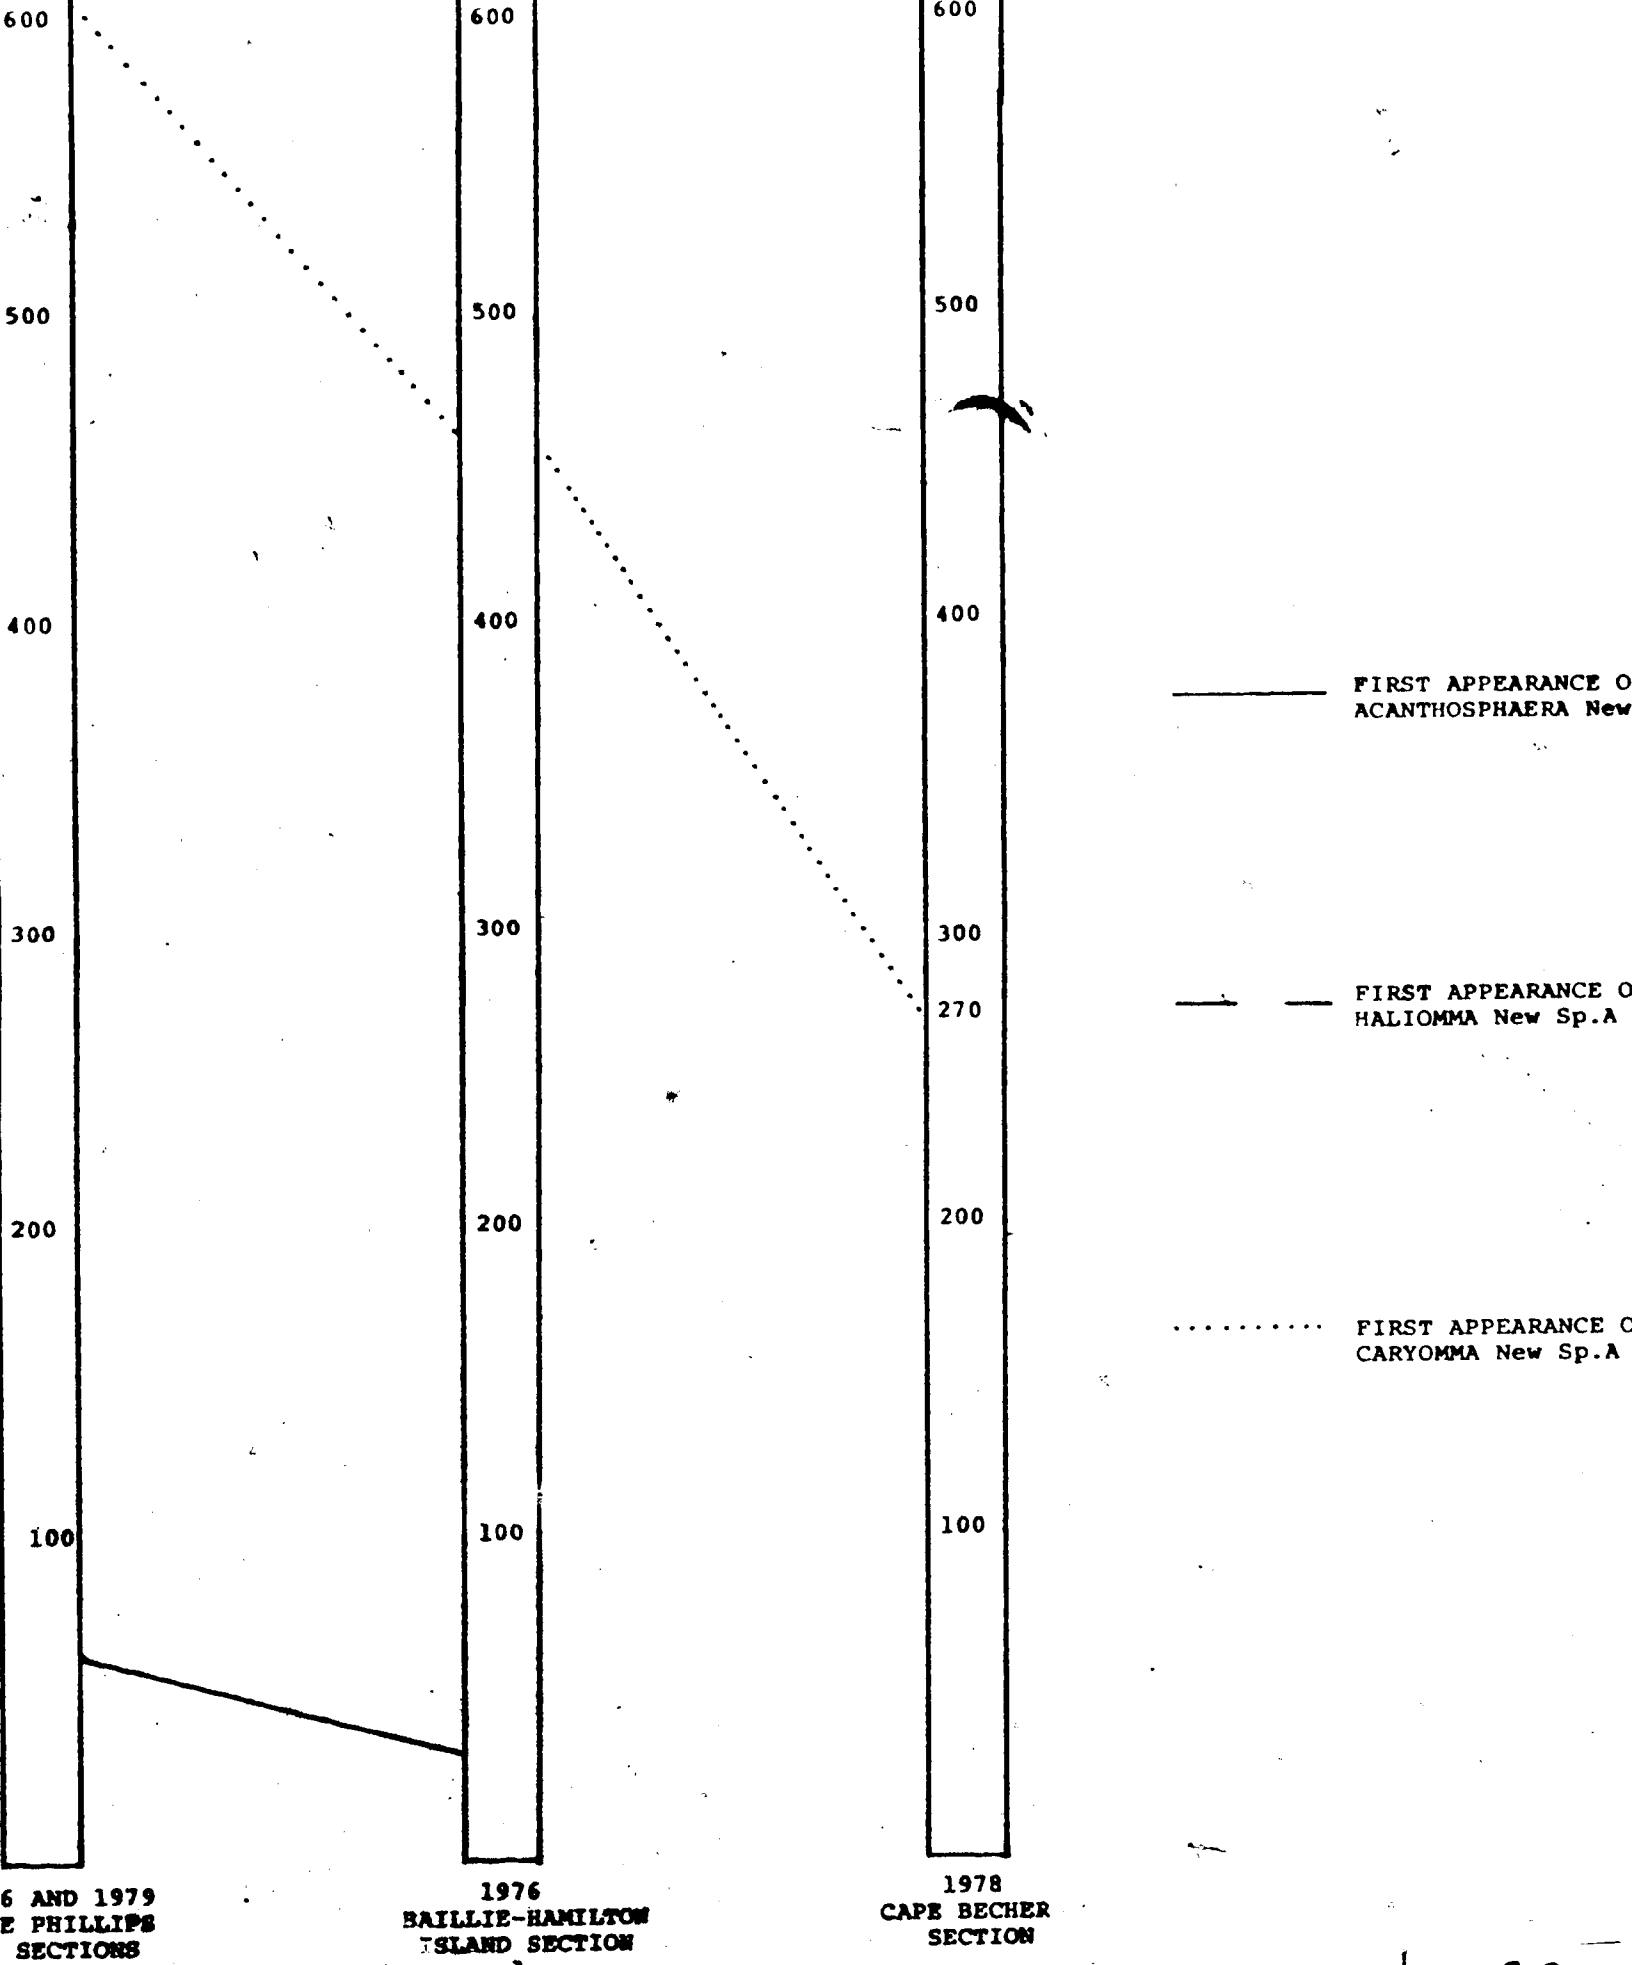 600
500
400
300
200
100
6 AND 1979
E PHILLIPS
SECTIONS
600
500
400
300
200
100
1976
BAILLIE-HAMILTON
ISLAND SECTION
600
500
400
300
270
200
100
1978
CAPE BECHER
SECTION
FIRST APPEARANCE O
ACANTHOSPHAERA New
FIRST APPEARANCE O
HALIOMMA New Sp.A
FIRST APPEARANCE O
CARYOMMA New Sp.A